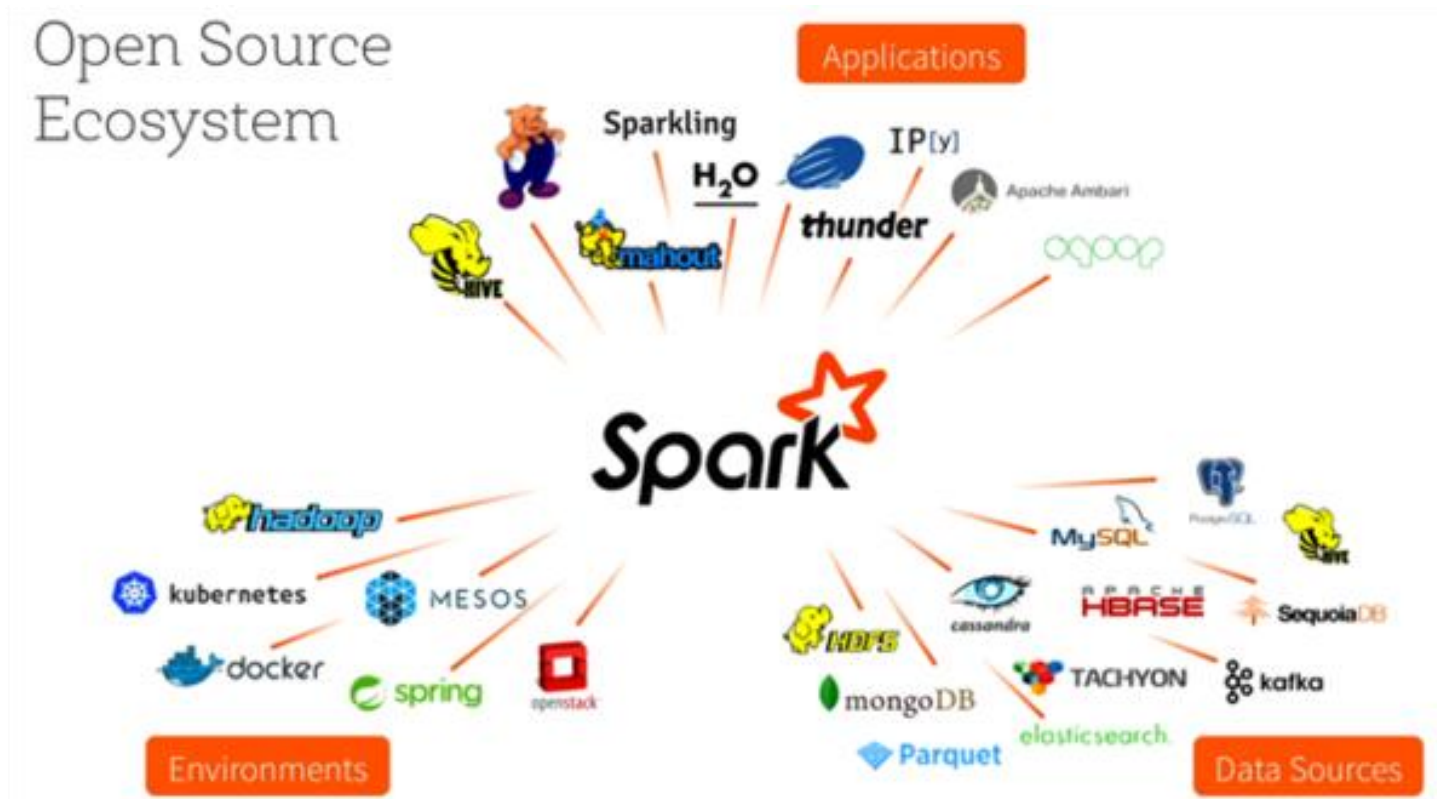 Open Source
Ecosystem
Applications
Sparkling
H₂O
IP[y]
Apache Ambari
thunder
mahout
HIVE
sqoop
Spark
hadoop
kubernetes
MESOS
docker
spring
openstack
Environments
PostgreSQL
MySQL
HIVE
cassandra
APACHE
HBASE
SequoiaDB
HDFS
TACHYON
kafka
mongoDB
elasticsearch.
Parquet
Data Sources